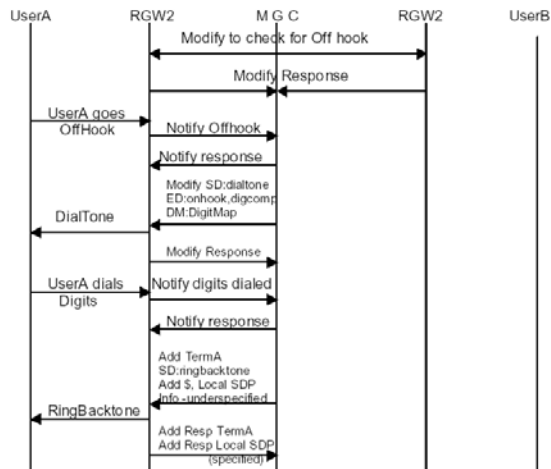 UserA RGW2 M G C RGW2 UserB
Modify to check for Off hook
Modify Response
UserA goes
OffHook
Notify Offhook
Notify response
Modify SD:dialtone
ED:onhook,digcomp
DM:DigitMap
DialTone
Modify Response
UserA dials
Digits
Notify digits dialed
Notify response
Add TermA
SD:ringbacktone
Add $, Local SDP
Info -underspecified
RingBacktone
Add Resp TermA
Add Resp Local SDP
(specified)